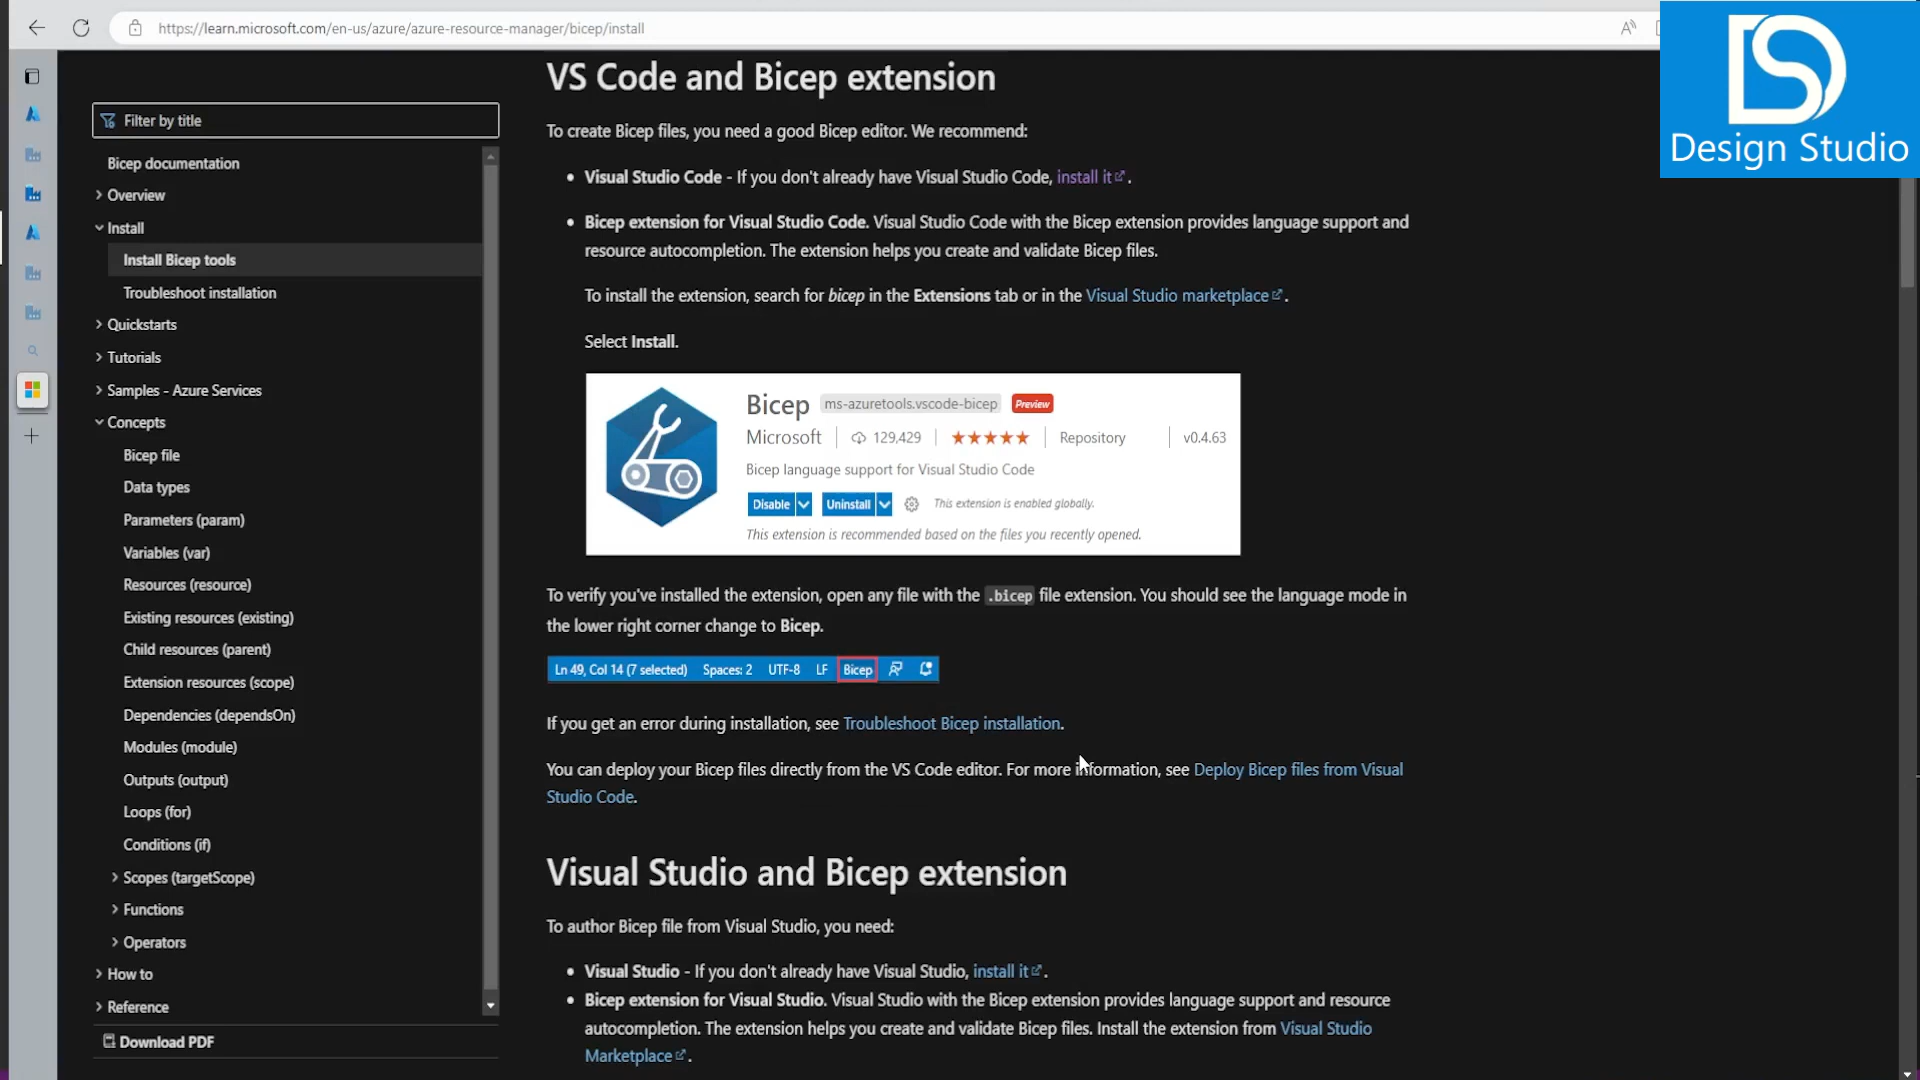 https://learn.microsoft.com/en-us/azure/azure-resource-manager/bicep/install
Design Studio
Filter by title
Bicep documentation
Overview
Install
Install Bicep tools
Troubleshoot installation
Quickstarts
Tutorials
Samples - Azure Services
Concepts
Bicep file
Data types
Parameters (param)
Variables (var)
Resources (resource)
Existing resources (existing)
Child resources (parent)
Extension resources (scope)
Dependencies (dependsOn)
Modules (module)
Outputs (output)
Loops (for)
Conditions (if)
Scopes (targetScope)
Functions
Operators
How to
Reference
Download PDF
VS Code and Bicep extension
To create Bicep files, you need a good Bicep editor. We recommend:
• Visual Studio Code - If you don't already have Visual Studio Code, install it.
• Bicep extension for Visual Studio Code. Visual Studio Code with the Bicep extension provides language support and
resource autocompletion. The extension helps you create and validate Bicep files.
To install the extension, search for bicep in the Extensions tab or in the Visual Studio marketplace.
Select Install.
Bicep ms-azuretools.vscode-bicep Preview
Microsoft 129,429 ★★★★★ Repository v0.4.63
Bicep language support for Visual Studio Code
Disable Uninstall This extension is enabled globally.
This extension is recommended based on the files you recently opened.
To verify you've installed the extension, open any file with the .bicep file extension. You should see the language mode in
the lower right corner change to Bicep.
Ln 49, Col 14 (7 selected) Spaces: 2 UTF-8 LF Bicep
If you get an error during installation, see Troubleshoot Bicep installation.
You can deploy your Bicep files directly from the VS Code editor. For more information, see Deploy Bicep files from Visual
Studio Code.
Visual Studio and Bicep extension
To author Bicep file from Visual Studio, you need:
• Visual Studio - If you don't already have Visual Studio, install it.
• Bicep extension for Visual Studio. Visual Studio with the Bicep extension provides language support and resource
autocompletion. The extension helps you create and validate Bicep files. Install the extension from Visual Studio
Marketplace.